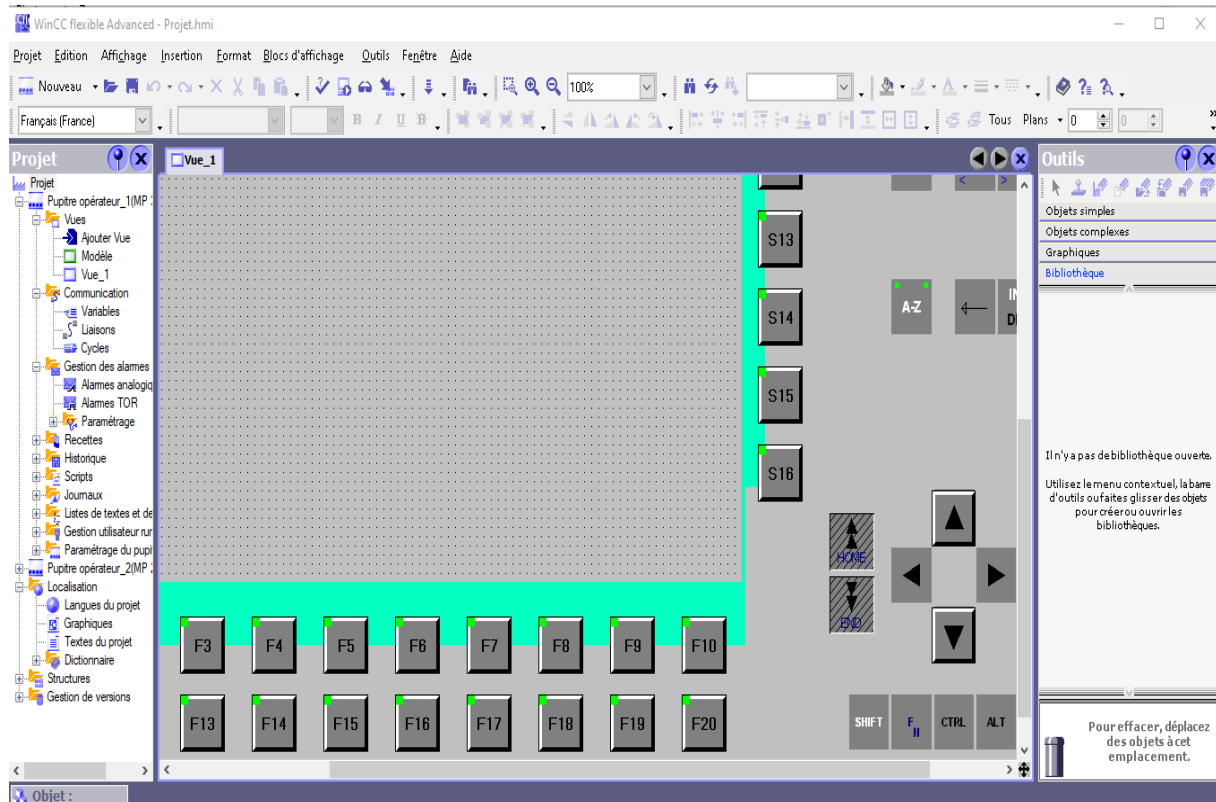 WinCC flexible Advanced - Projet.hmi
Projet Edition Affichage Insertion Format Blocs d'affichage Outils Fenêtre Aide
Nouveau 100%
Français (France) B I U B Tous Plans 0 0
Projet
Projet
Pupitre opérateur_1(MP
Vues
Ajouter Vue
Modèle
Vue_1
Communication
Variables
Liaisons
Cycles
Gestion des alarmes
Alarmes analogiq
Alarmes TOR
Paramétrage
Recettes
Historique
Scripts
Journaux
Listes de textes et de
Gestion utilisateur rur
Paramétrage du pupi
Pupitre opérateur_2(MP
Localisation
Langues du projet
Graphiques
Textes du projet
Dictionnaire
Structures
Gestion de versions
Vue_1
< >
S13
S14
S15
S16
A-Z
HOME
END
F3 F4 F5 F6 F7 F8 F9 F10
F13 F14 F15 F16 F17 F18 F19 F20
SHIFT F II CTRL ALT
Outils
Objets simples
Objets complexes
Graphiques
Bibliothèque
Il n'y a pas de bibliothèque ouverte.
Utilisez le menu contextuel, la barre
d'outils ou faites glisser des objets
pour créer ou ouvrir les
bibliothèques.
Pour effacer, déplacez
des objets à cet
emplacement.
Objet :